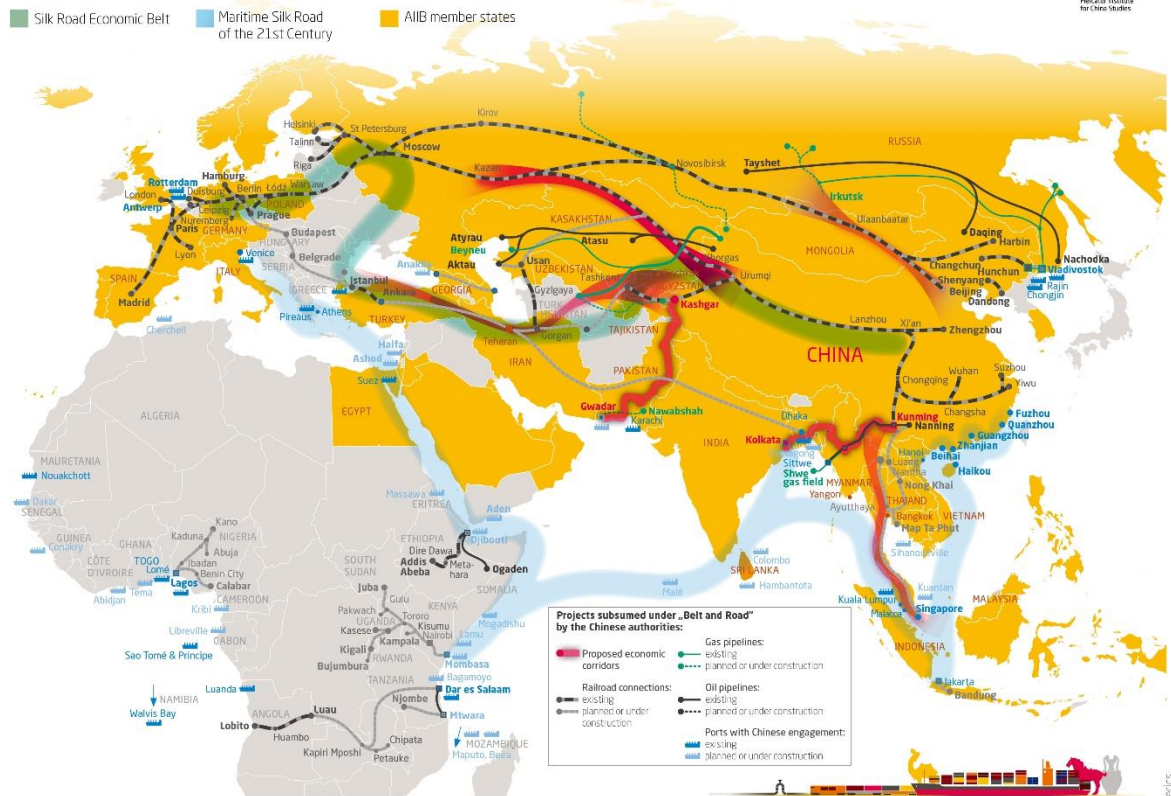 Silk Road Economic Belt
Maritime Silk Road
of the 21st Century
AIIB member states
Mercator Institute
for China Studies
Kirov
Helsinki
St Petersburg
Talinn
Moscow
Riga
Kazan
Novosibirsk
Tayshet
RUSSIA
Hamburg
Rotterdam
London
Duisburg
Berlin
Łódź
Warsaw
POLAND
Antwerp
Leipzig
Prague
Nuremberg
Paris
GERMANY
Irkutsk
Ulaanbaatar
KASAKHSTAN
Budapest
HUNGARY
Lyon
Atyrau
Beyneu
Atasu
MONGOLIA
Daqing
Harbin
Belgrade
SERBIA
Venice
ITALY
Anaklia
Aktau
Usan
UZBEKISTAN
Khorgas
Urumqi
Changchun
Hunchun
Nachodka
Vladivostok
SPAIN
Madrid
GREECE
Istanbul
Ankara
GEORGIA
Gyzlgaya
Tashkent
Shenyang
Beijing
Dandong
Rajin
Chongjin
Athens
Piraeus
TURKEY
Kashgar
TAJIKISTAN
Lanzhou
Xi'an
Zhengzhou
Cherchell
Teheran
Gorgan
CHINA
Haifa
Ashod
IRAN
PAKISTAN
Suzhou
Wuhan
Yiwu
Chongqing
Suez
EGYPT
Changsha
ALGERIA
Gwadar
Nawabshah
Karachi
Dhaka
Kunming
Nanning
Fuzhou
Quanzhou
Guangzhou
Zhanjian
INDIA
Kolkata
Sittwe
Shwe
gas field
Hanoi
Beihai
Haikou
MAURETANIA
Nouakchott
Luang
Namtha
Nong Khai
MYANMAR
Yangon
THAILAND
Dakar
SENEGAL
Massawa
ERITREA
Aden
Ayutthaya
Bangkok
VIETNAM
Map Ta Phut
Kano
Kaduna
NIGERIA
Abuja
Djibouti
ETHIOPIA
Dire Dawa
Addis
Abeba
Meta-
hara
Ogaden
Sihanoukville
GUINEA
Conakry
GHANA
CÔTE
D'IVOIRE
TOGO
Lomé
Ibadan
Benin City
Lagos
Calabar
SOUTH
SUDAN
Colombo
SRI LANKA
Hambantota
Abidjan
Tema
CAMEROON
Kribi
Juba
Gulu
KENYA
SOMALIA
Malé
Kuantan
Kuala Lumpur
MALAYSIA
Malacca
Singapore
Pakwach
Tororo
UGANDA
Kisumu
Kasese
Kampala
Nairobi
Mogadishu
Lamu
Libreville
GABON
Kigali
Bujumbura
RWANDA
Mombasa
Sao Tomé & Principe
TANZANIA
Bagamoyo
INDONESIA
Jakarta
Bandung
Luanda
Dar es Salaam
Njombe
Mtwara
NAMIBIA
Walvis Bay
ANGOLA
Luau
Lobito
Huambo
Chipata
Kapiri Mposhi
Petauke
MOZAMBIQUE
Maputo, Beira
Projects subsumed under „Belt and Road"
by the Chinese authorities:
Proposed economic
corridors
Railroad connections:
existing
planned or under
construction
Gas pipelines:
existing
planned or under construction
Oil pipelines:
existing
planned or under construction
Ports with Chinese engagement:
existing
planned or under construction